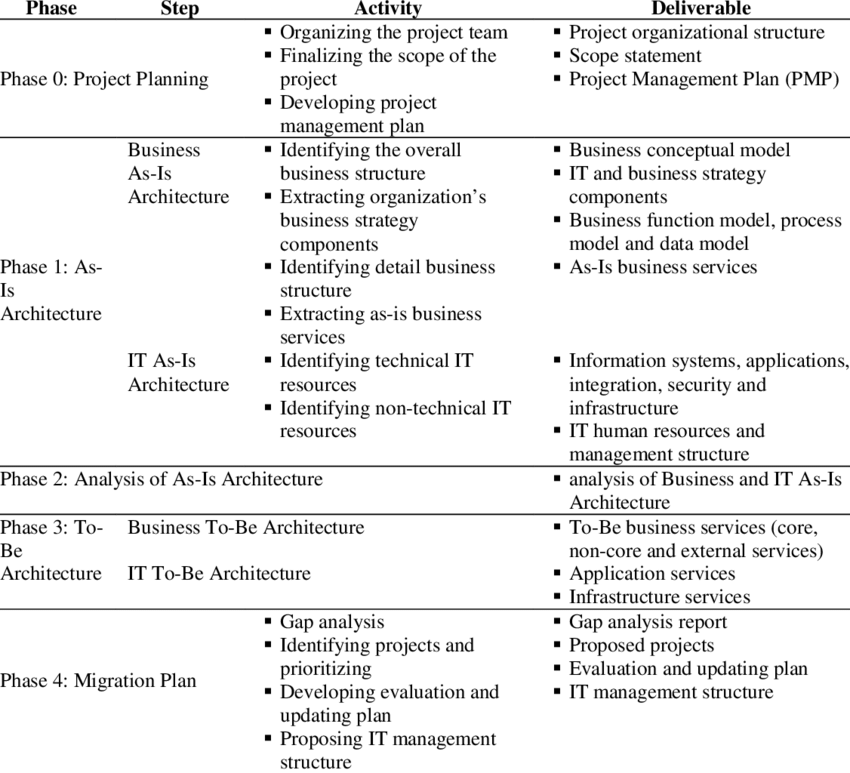 Phase Step Activity Deliverable
Phase 0: Project Planning
▪ Organizing the project team
▪ Finalizing the scope of the
project
▪ Developing project
management plan
▪ Project organizational structure
▪ Scope statement
▪ Project Management Plan (PMP)
Phase 1: As-
Is
Architecture
Business
As-Is
Architecture
▪ Identifying the overall
business structure
▪ Extracting organization's
business strategy
components
▪ Identifying detail business
structure
▪ Extracting as-is business
services
▪ Business conceptual model
▪ IT and business strategy
components
▪ Business function model, process
model and data model
▪ As-Is business services
IT As-Is
Architecture
▪ Identifying technical IT
resources
▪ Identifying non-technical IT
resources
▪ Information systems, applications,
integration, security and
infrastructure
▪ IT human resources and
management structure
Phase 2: Analysis of As-Is Architecture
▪ analysis of Business and IT As-Is
Architecture
Phase 3: To-
Be
Architecture
Business To-Be Architecture
▪ To-Be business services (core,
non-core and external services)
IT To-Be Architecture
▪ Application services
▪ Infrastructure services
Phase 4: Migration Plan
▪ Gap analysis
▪ Identifying projects and
prioritizing
▪ Developing evaluation and
updating plan
▪ Proposing IT management
structure
▪ Gap analysis report
▪ Proposed projects
▪ Evaluation and updating plan
▪ IT management structure